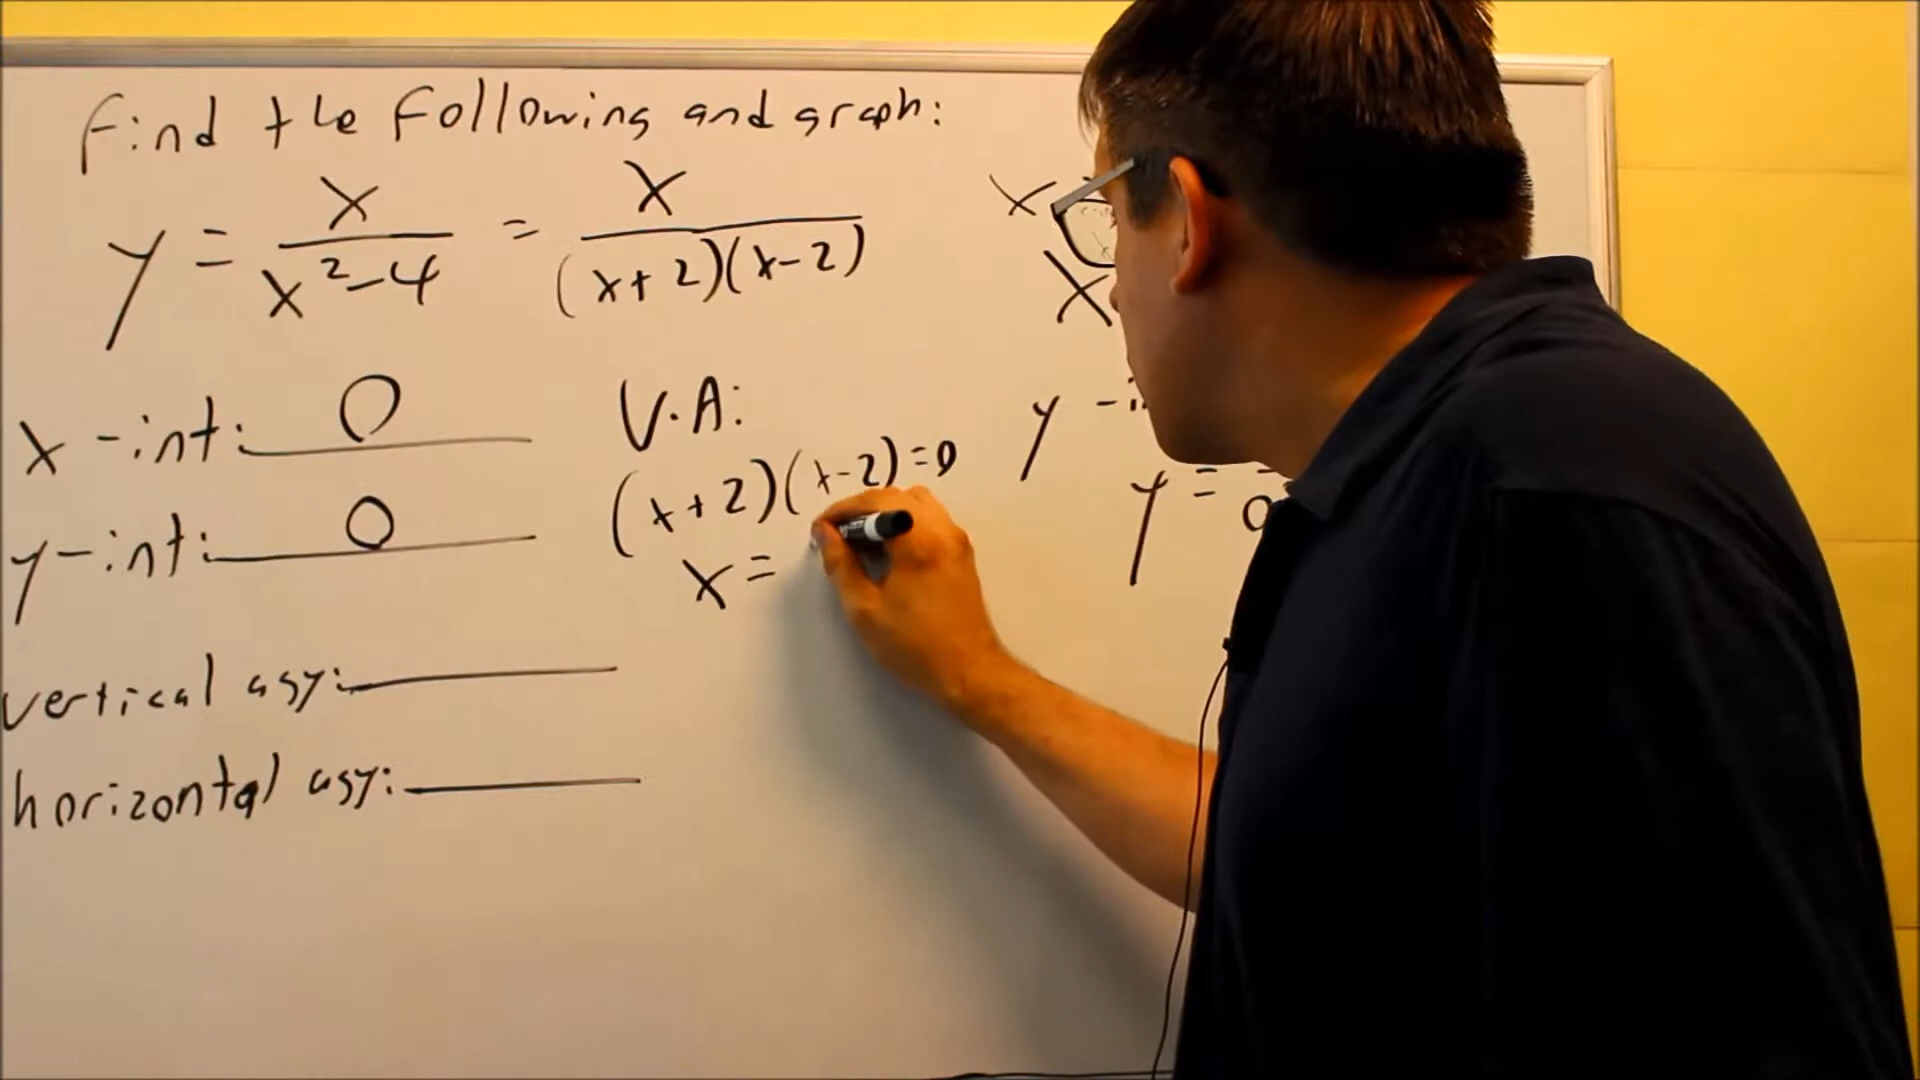 Find the following and graph:
y = x / (x² - 4) = x / ((x+2)(x-2))
x-int: 0
y-int: 0
vertical asy:
horizontal asy:
V.A:
(x+2)(x-2)=0
x =
x
x
y -
y =